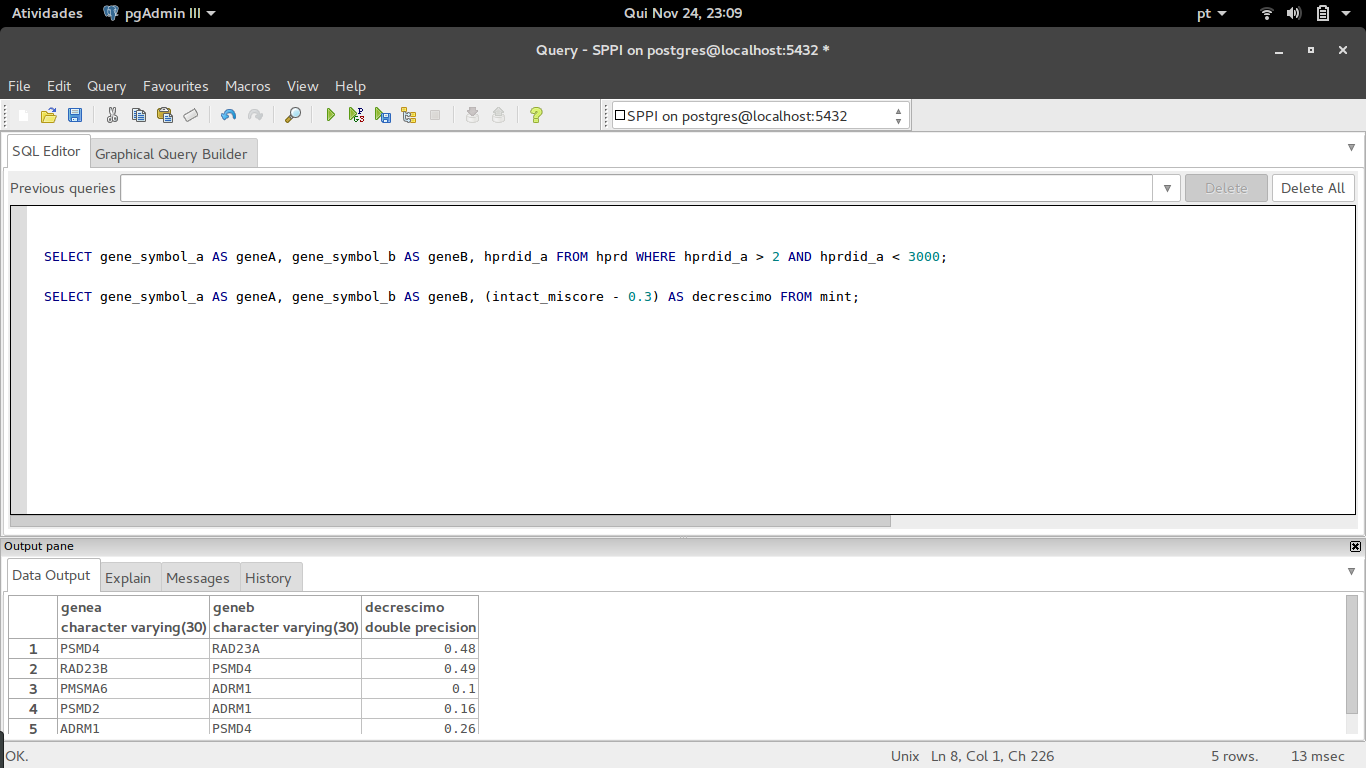 Atividades pgAdmin III Qui Nov 24, 23:09 pt
Query - SPPI on postgres@localhost:5432 *
File Edit Query Favourites Macros View Help
SPPI on postgres@localhost:5432
SQL Editor Graphical Query Builder
Previous queries Delete Delete All
SELECT gene_symbol_a AS geneA, gene_symbol_b AS geneB, hprdid_a FROM hprd WHERE hprdid_a > 2 AND hprdid_a < 3000;
SELECT gene_symbol_a AS geneA, gene_symbol_b AS geneB, (intact_miscore - 0.3) AS decrescimo FROM mint;
Output pane
Data Output Explain Messages History
genea geneb decrescimo
character varying(30) character varying(30) double precision
1 PSMD4 RAD23A 0.48
2 RAD23B PSMD4 0.49
3 PMSMA6 ADRM1 0.1
4 PSMD2 ADRM1 0.16
5 ADRM1 PSMD4 0.26
OK. Unix Ln 8, Col 1, Ch 226 5 rows. 13 msec